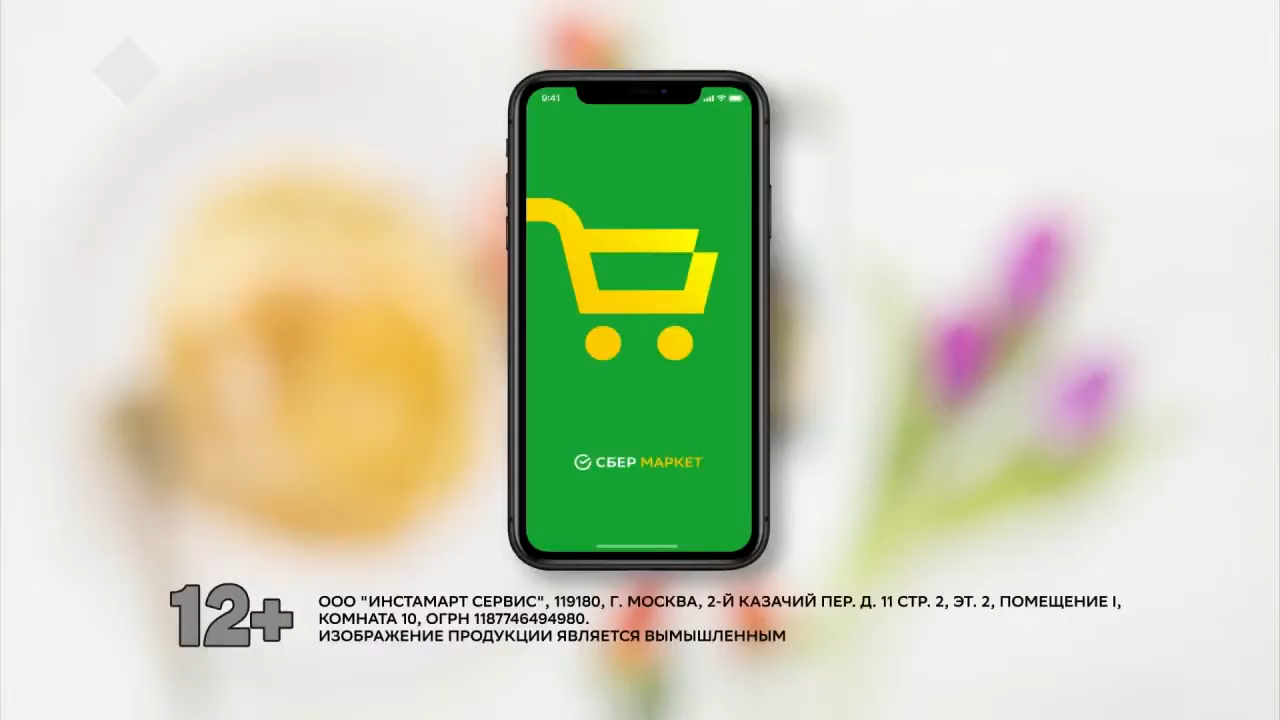 9:41
СБЕР МАРКЕТ
12+
ООО "ИНСТАМАРТ СЕРВИС", 119180, Г. МОСКВА, 2-Й КАЗАЧИЙ ПЕР. Д. 11 СТР. 2, ЭТ. 2, ПОМЕЩЕНИЕ I,
КОМНАТА 10, ОГРН 1187746494980.
ИЗОБРАЖЕНИЕ ПРОДУКЦИИ ЯВЛЯЕТСЯ ВЫМЫШЛЕННЫМ